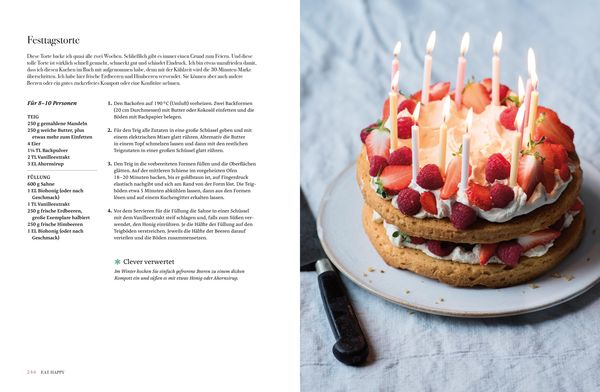 Festtagstorte
Diese Torte backe ich quasi alle zwei Wochen. Schließlich gibt es immer einen Grund zum Feiern. Und diese
tolle Torte ist wirklich schnell gemacht, schmeckt gut und schindet Eindruck. Ich bin etwas unzufrieden damit,
dass ich diesen Kuchen im Buch mit aufgenommen habe, denn mit der Kühlzeit wird die 30-Minuten-Marke
überschritten. Ich habe hier frische Erdbeeren und Himbeeren verwendet. Sie können aber auch andere
Beeren oder ein gutes zuckerfreies Kompott oder eine Konfitüre nehmen.
Für 8–10 Personen
TEIG
250 g gemahlene Mandeln
250 g weiche Butter, plus
etwas mehr zum Einfetten
4 Eier
1½ TL Backpulver
2 TL Vanilleextrakt
3 EL Ahornsirup
FÜLLUNG
600 g Sahne
1 EL Biohonig (oder nach
Geschmack)
1 TL Vanilleextrakt
250 g frische Erdbeeren,
große Exemplare halbiert
250 g frische Himbeeren
1 EL Biohonig (oder nach
Geschmack)
1. Den Backofen auf 190 °C (Umluft) vorheizen. Zwei Backformen
(20 cm Durchmesser) mit Butter oder Kokosöl einfetten und die
Böden mit Backpapier belegen.
2. Für den Teig alle Zutaten in eine große Schüssel geben und mit
einem elektrischen Mixer glatt rühren. Alternativ die Butter
in einem Topf schmelzen lassen und dann mit den restlichen
Teigzutaten in einer großen Schüssel glatt rühren.
3. Den Teig in die vorbereiteten Formen füllen und die Oberflächen
glätten. Auf der mittleren Schiene im vorgeheizten Ofen
18–20 Minuten backen, bis er goldbraun ist, auf Fingerdruck
elastisch nachgibt und sich am Rand von der Form löst. Die Teig-
böden etwa 5 Minuten abkühlen lassen, dann aus den Formen
lösen und auf einem Kuchengitter erkalten lassen.
4. Vor dem Servieren für die Füllung die Sahne in einer Schüssel
mit dem Vanilleextrakt steif schlagen und, falls zum Süßen ver-
wendet, den Honig einrühren. Je die Hälfte der Füllung auf den
Teigböden verstreichen. Jeweils die Hälfte der Beeren darauf
verteilen und die Böden zusammensetzen.
Clever verwertet
Im Winter kochen Sie einfach gefrorene Beeren zu einem dicken
Kompott ein und süßen es mit etwas Honig oder Ahornsirup.
244 EAT HAPPY